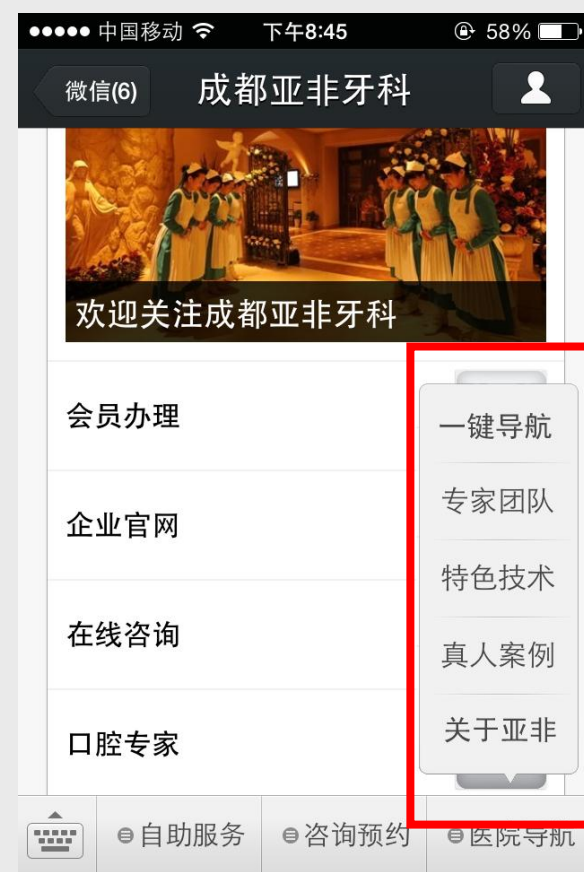 中国移动 下午8:45 58%
微信(6) 成都亚非牙科
欢迎关注成都亚非牙科
会员办理
企业官网
在线咨询
口腔专家
一键导航
专家团队
特色技术
真人案例
关于亚非
自助服务 咨询预约 医院导航